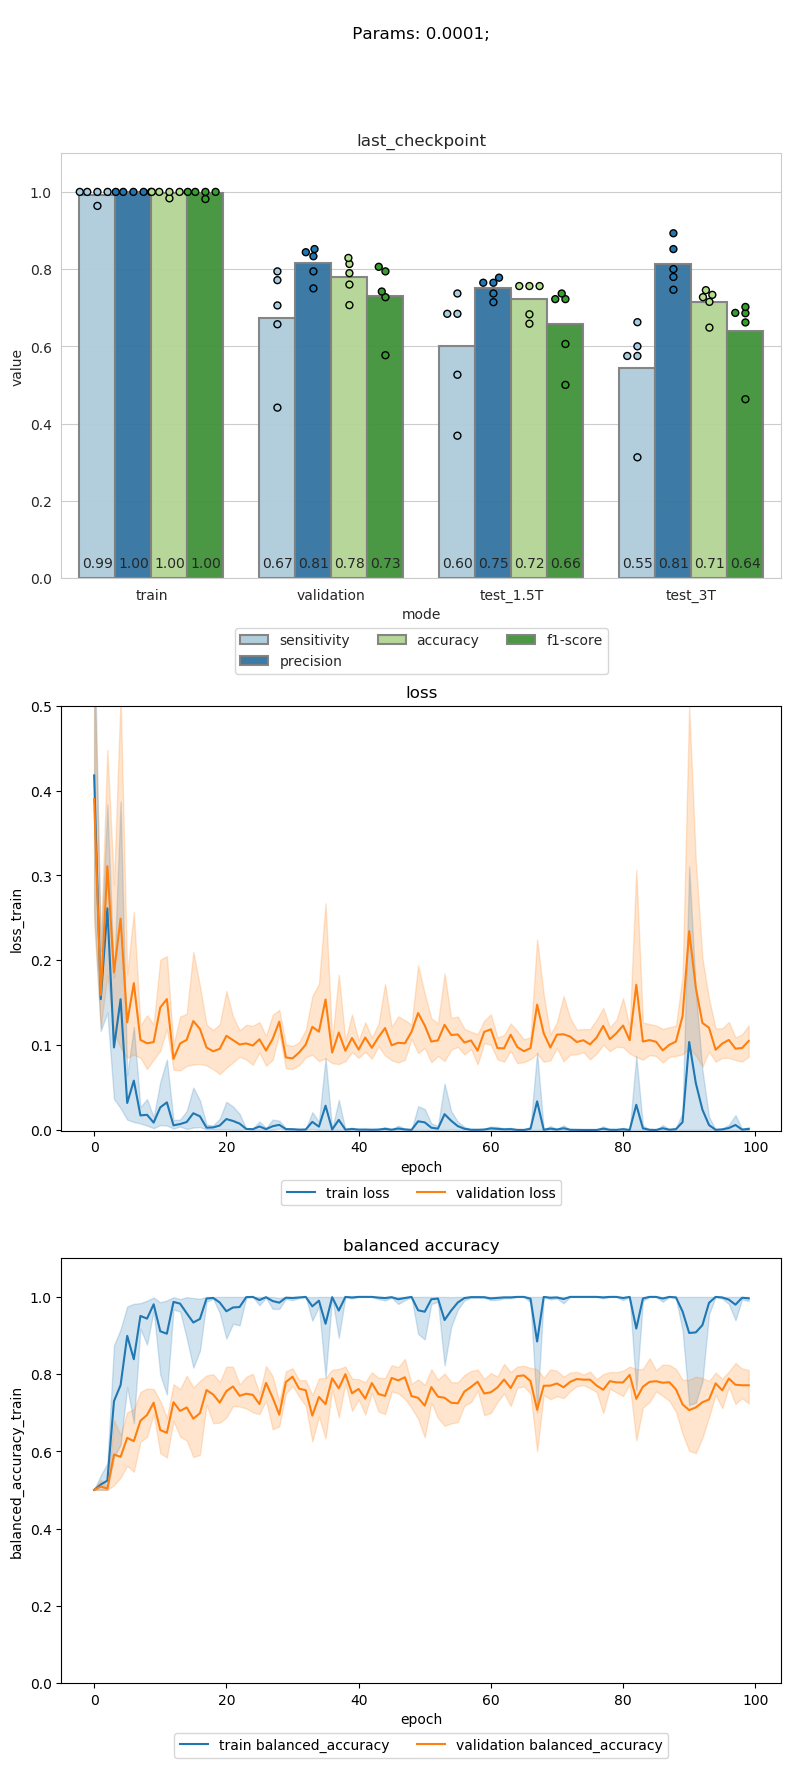 Params: 0.0001;
last_checkpoint
value
1.0
0.8
0.6
0.4
0.2
0.0
0.99 1.00 1.00 1.00 0.67 0.81 0.78 0.73 0.60 0.75 0.72 0.66 0.55 0.81 0.71 0.64
train validation test_1.5T test_3T
mode
sensitivity accuracy f1-score
precision
loss
loss_train
0.5
0.4
0.3
0.2
0.1
0.0
0 20 40 60 80 100
epoch
train loss validation loss
balanced accuracy
balanced_accuracy_train
1.0
0.8
0.6
0.4
0.2
0.0
0 20 40 60 80 100
epoch
train balanced_accuracy validation balanced_accuracy